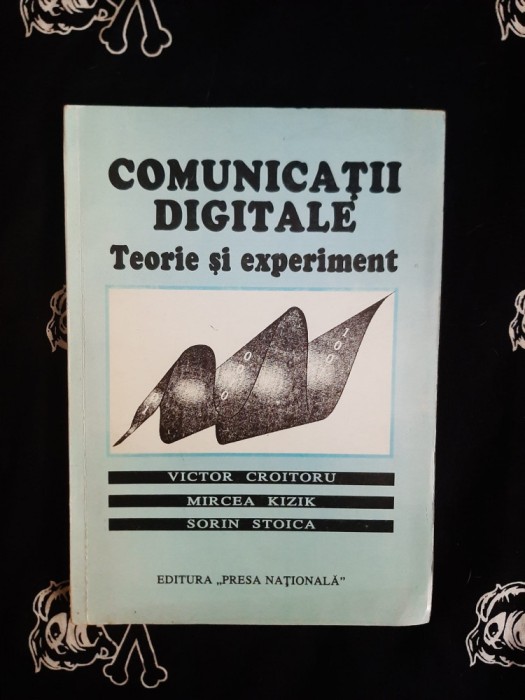 COMUNICAŢII
DIGITALE
Teorie şi experiment
VICTOR CROITORU
MIRCEA KIZIK
SORIN STOICA
EDITURA „PRESA NAŢIONALĂ”